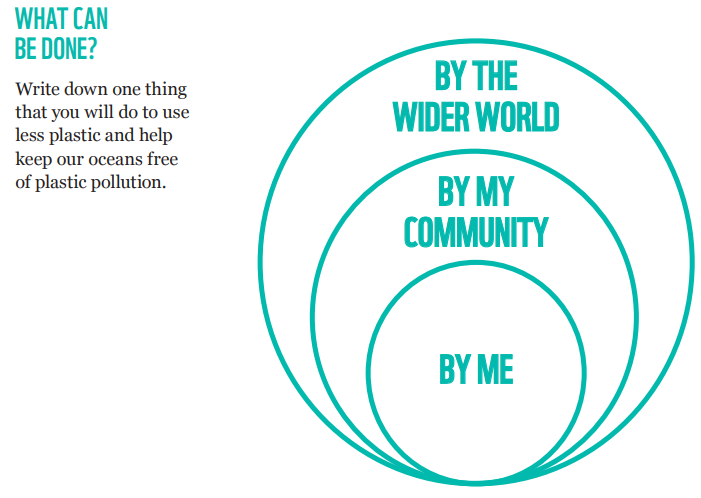 WHAT CAN
BE DONE?
Write down one thing
that you will do to use
less plastic and help
keep our oceans free
of plastic pollution.
BY THE
WIDER WORLD
BY MY
COMMUNITY
BY ME